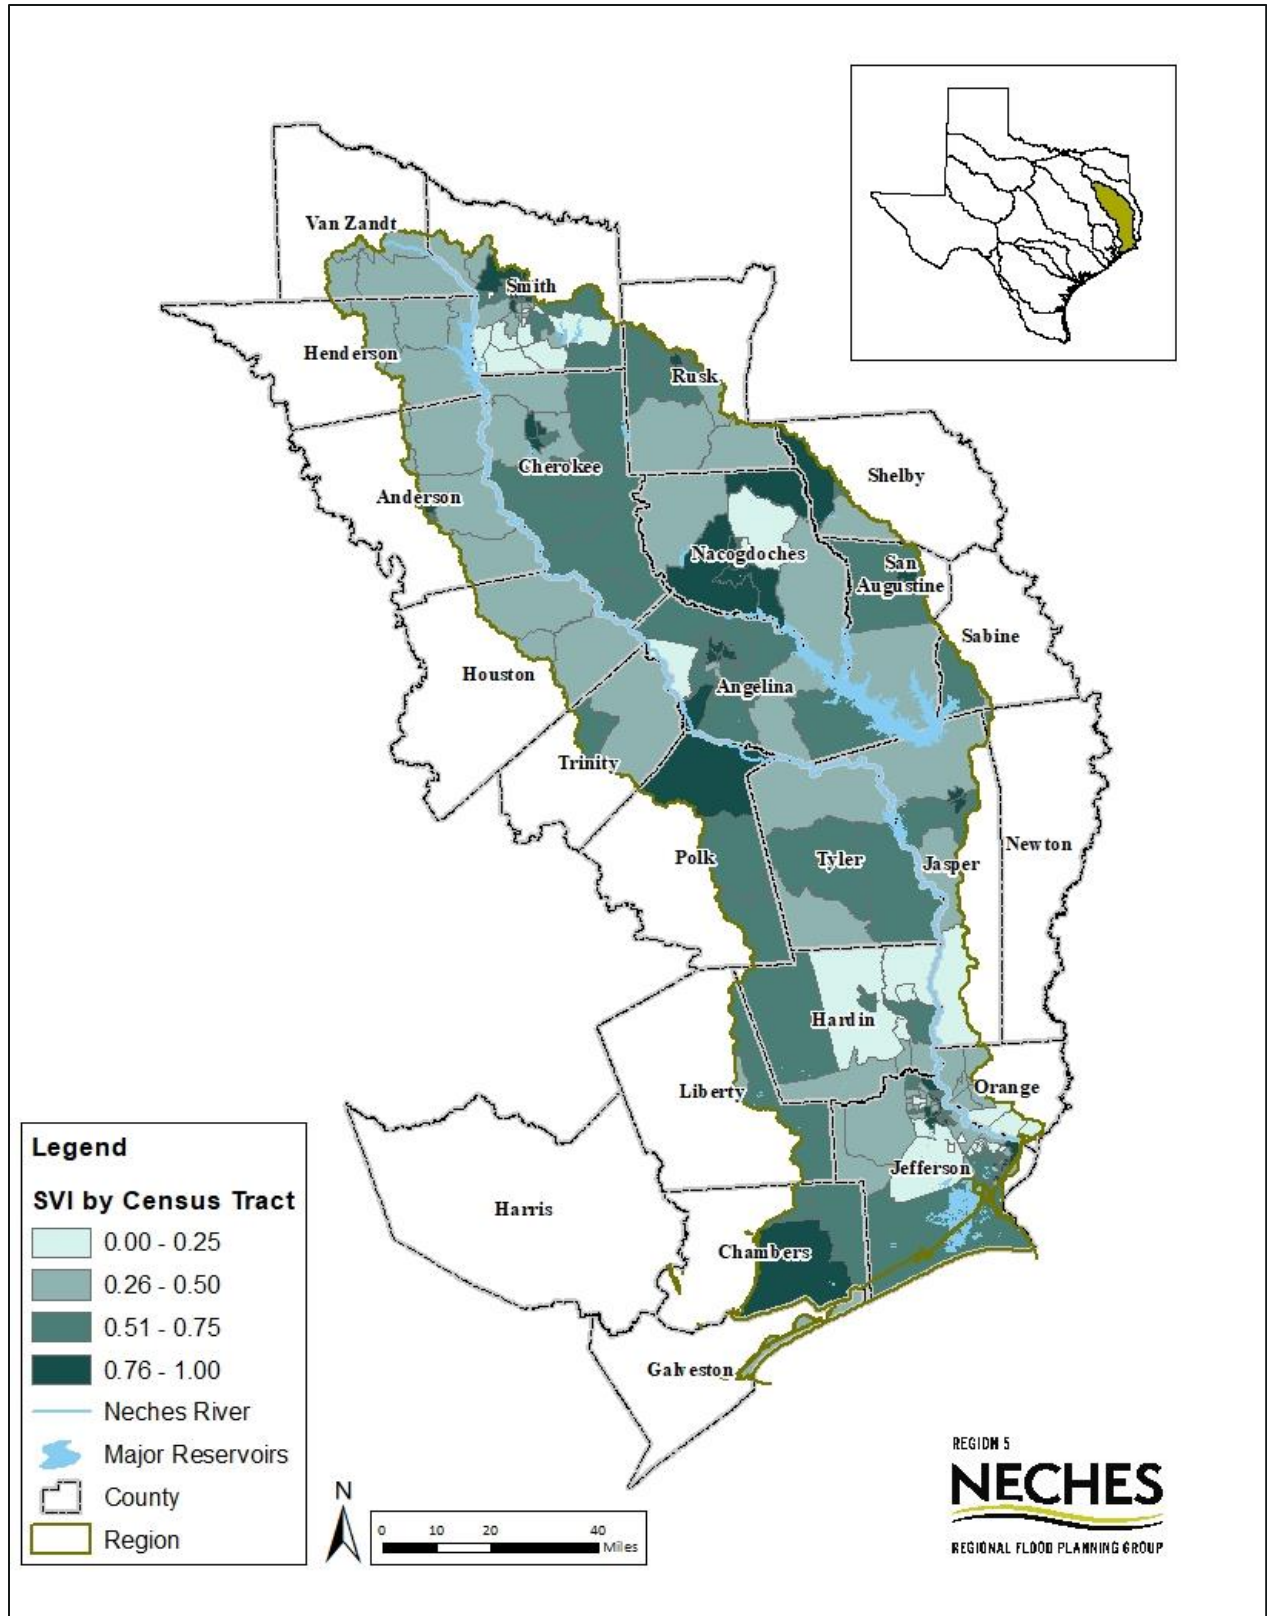 Van Zandt
Smith
Henderson
Rusk
Cherokee
Shelby
Anderson
Nacogdoches
San
Augustine
Sabine
Houston
Angelina
Trinity
Polk
Tyler
Jasper
Newton
Hardin
Liberty
Orange
Jefferson
Harris
Chambers
Galveston
Legend
SVI by Census Tract
0.00 - 0.25
0.26 - 0.50
0.51 - 0.75
0.76 - 1.00
Neches River
Major Reservoirs
County
Region
N
0 10 20 40
Miles
REGION 5
NECHES
REGIONAL FLOOD PLANNING GROUP